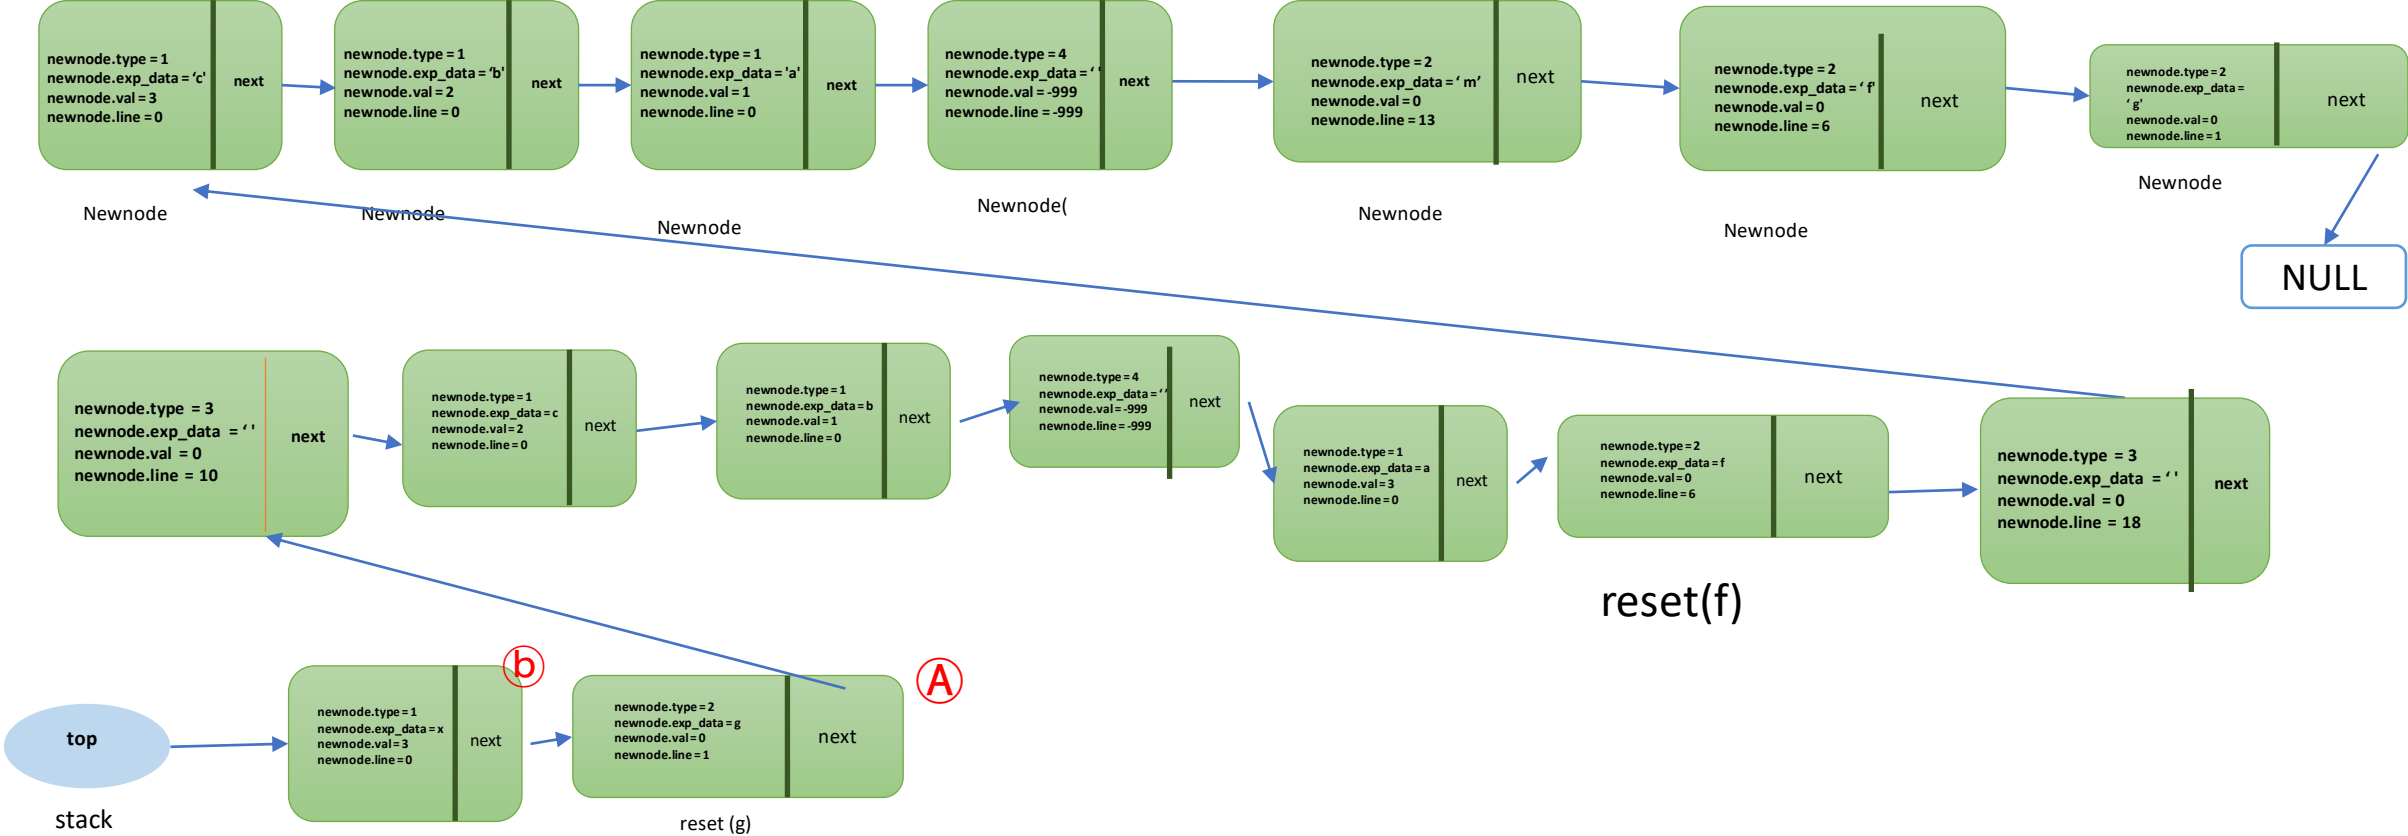 newnode.type = 1
newnode.exp_data = ‘c'
newnode.val = 3
newnode.line = 0
next
newnode.type = 1
newnode.exp_data = ‘b'
newnode.val = 2
newnode.line = 0
next
newnode.type = 1
newnode.exp_data = 'a'
newnode.val = 1
newnode.line = 0
next
newnode.type = 4
newnode.exp_data = ‘ '
newnode.val = -999
newnode.line = -999
next
newnode.type = 2
newnode.exp_data = ‘ m’
newnode.val = 0
newnode.line = 13
next
newnode.type = 2
newnode.exp_data = ‘ f'
newnode.val = 0
newnode.line = 6
next
newnode.type = 2
newnode.exp_data =
‘ g'
newnode.val = 0
newnode.line = 1
next
Newnode
Newnode
Newnode
Newnode(
Newnode
Newnode
Newnode
NULL
newnode.type = 3
newnode.exp_data = ‘ '
newnode.val = 0
newnode.line = 10
next
newnode.type = 1
newnode.exp_data = c
newnode.val = 2
newnode.line = 0
next
newnode.type = 1
newnode.exp_data = b
newnode.val = 1
newnode.line = 0
next
newnode.type = 4
newnode.exp_data = ‘ ’
newnode.val = -999
newnode.line = -999
next
newnode.type = 1
newnode.exp_data = a
newnode.val = 3
newnode.line = 0
next
newnode.type = 2
newnode.exp_data = f
newnode.val = 0
newnode.line = 6
next
newnode.type = 3
newnode.exp_data = ‘ '
newnode.val = 0
newnode.line = 18
next
reset(f)
top
stack
newnode.type = 1
newnode.exp_data = x
newnode.val = 3
newnode.line = 0
next
ⓑ
newnode.type = 2
newnode.exp_data = g
newnode.val = 0
newnode.line = 1
next
Ⓐ
reset (g)